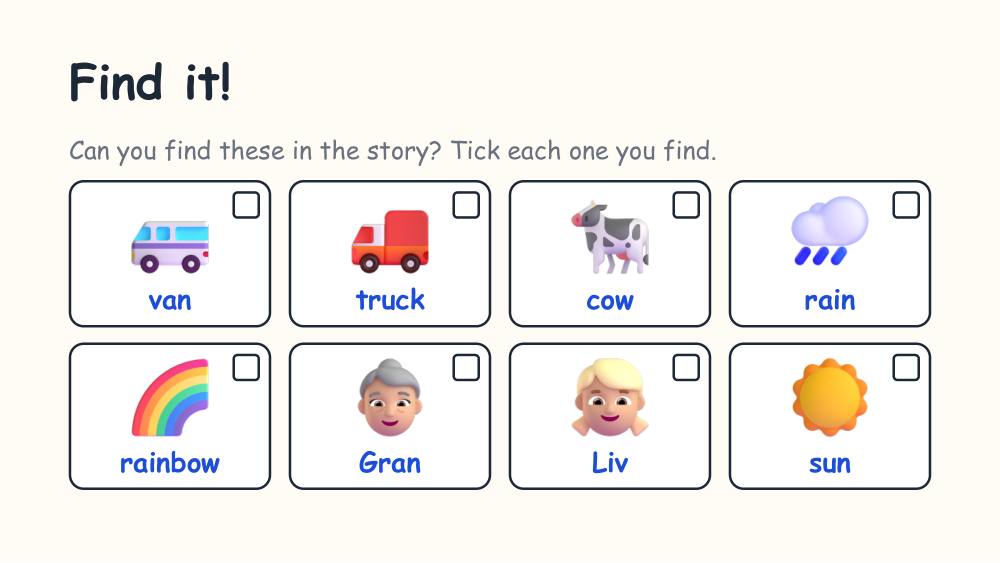 Find it!
Can you find these in the story? Tick each one you find.
van
truck
cow
rain
rainbow
Gran
Liv
sun